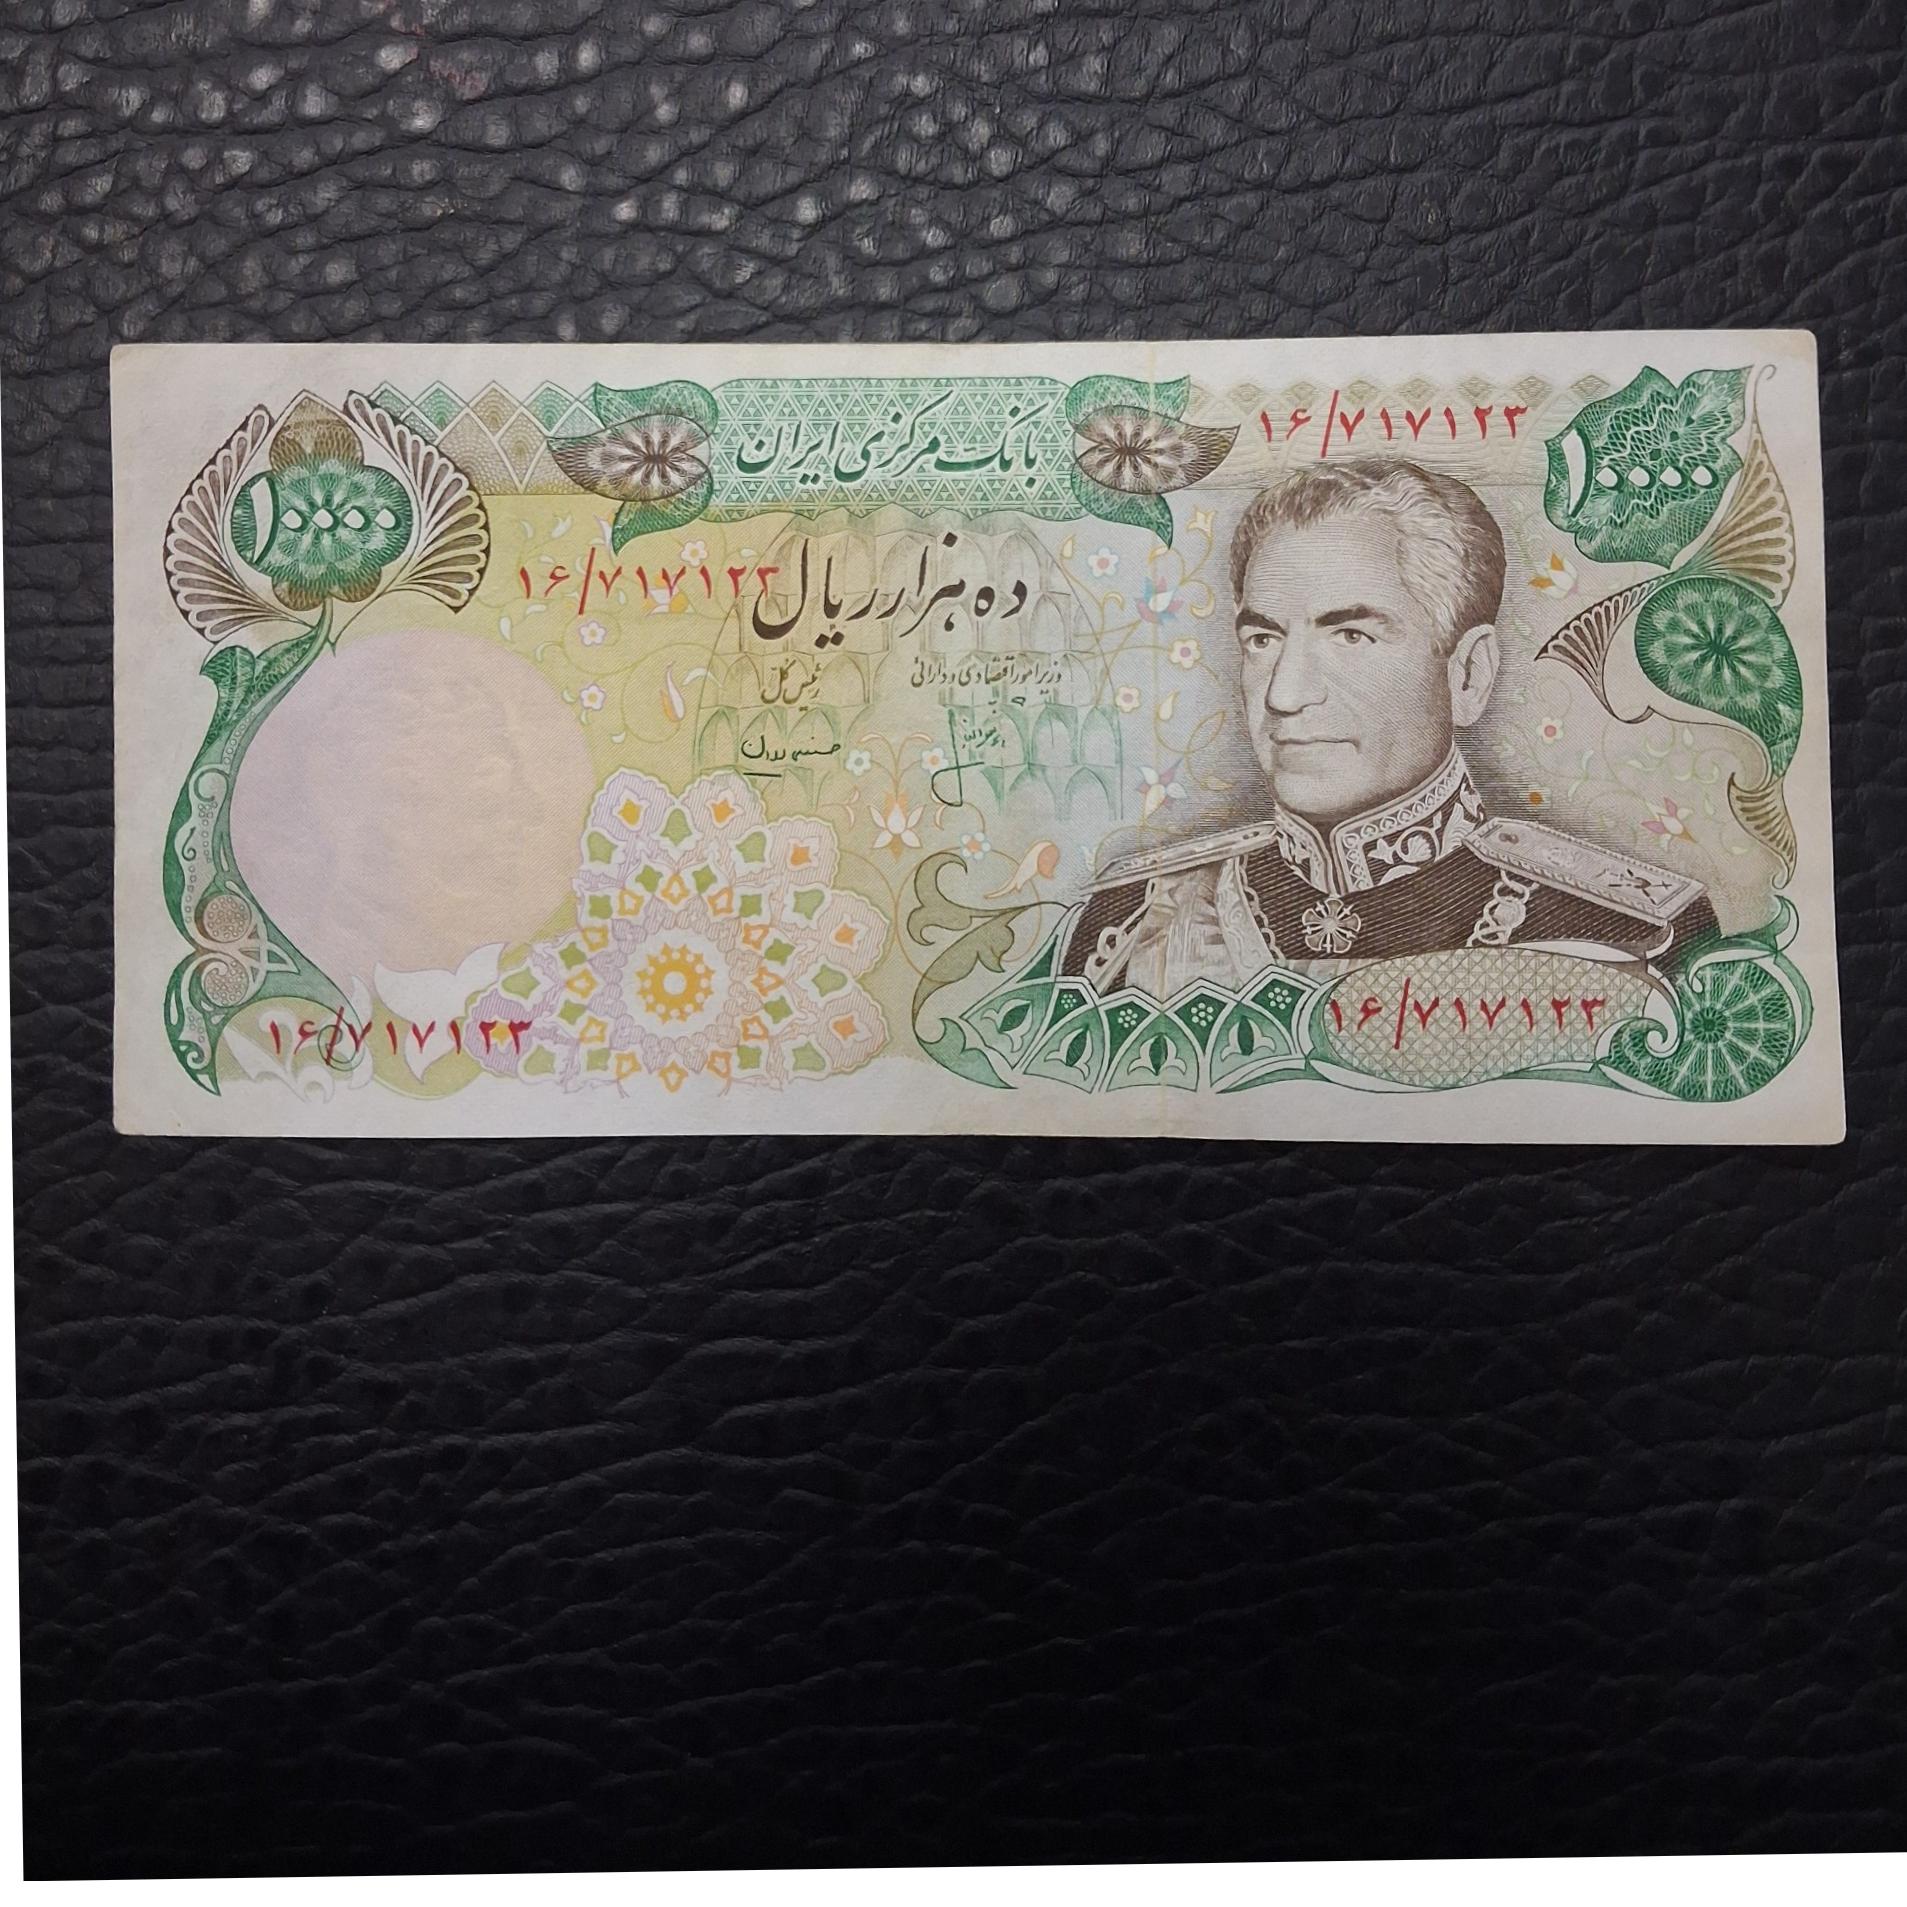 بانک مرکزی ایران
۱۶/۷۱۷۱۲۳
۱۰۰۰۰
۱۰۰۰۰
ده هزار ریال
۱۶/۷۱۷۱۲۳
وزیر امور اقتصادی و دارائی
رئیس کل
۱۶/۷۱۷۱۲۳
۱۶/۷۱۷۱۲۳